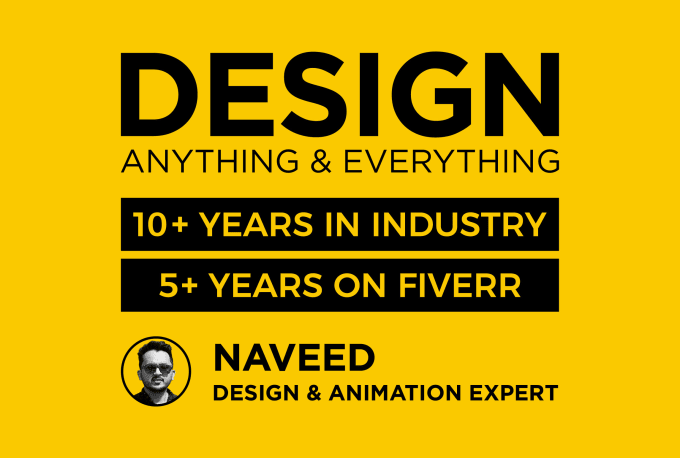 DESIGN
ANYTHING & EVERYTHING
10+ YEARS IN INDUSTRY
5+ YEARS ON FIVERR
NAVEED
DESIGN & ANIMATION EXPERT